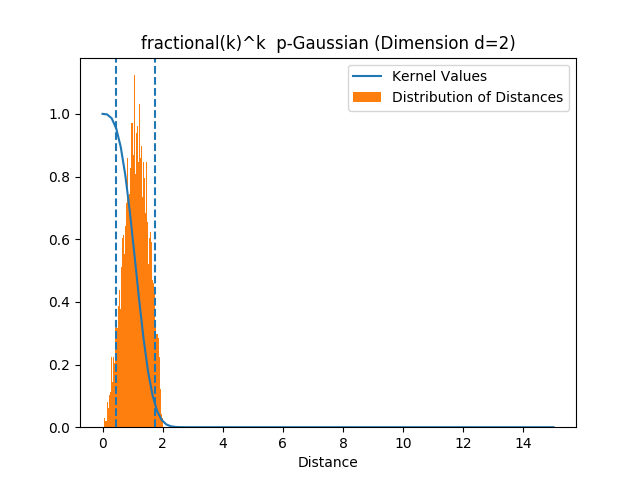 fractional(k)^k  p-Gaussian (Dimension d=2)
Kernel Values
Distribution of Distances
1.0
0.8
0.6
0.4
0.2
0.0
0 2 4 6 8 10 12 14
Distance